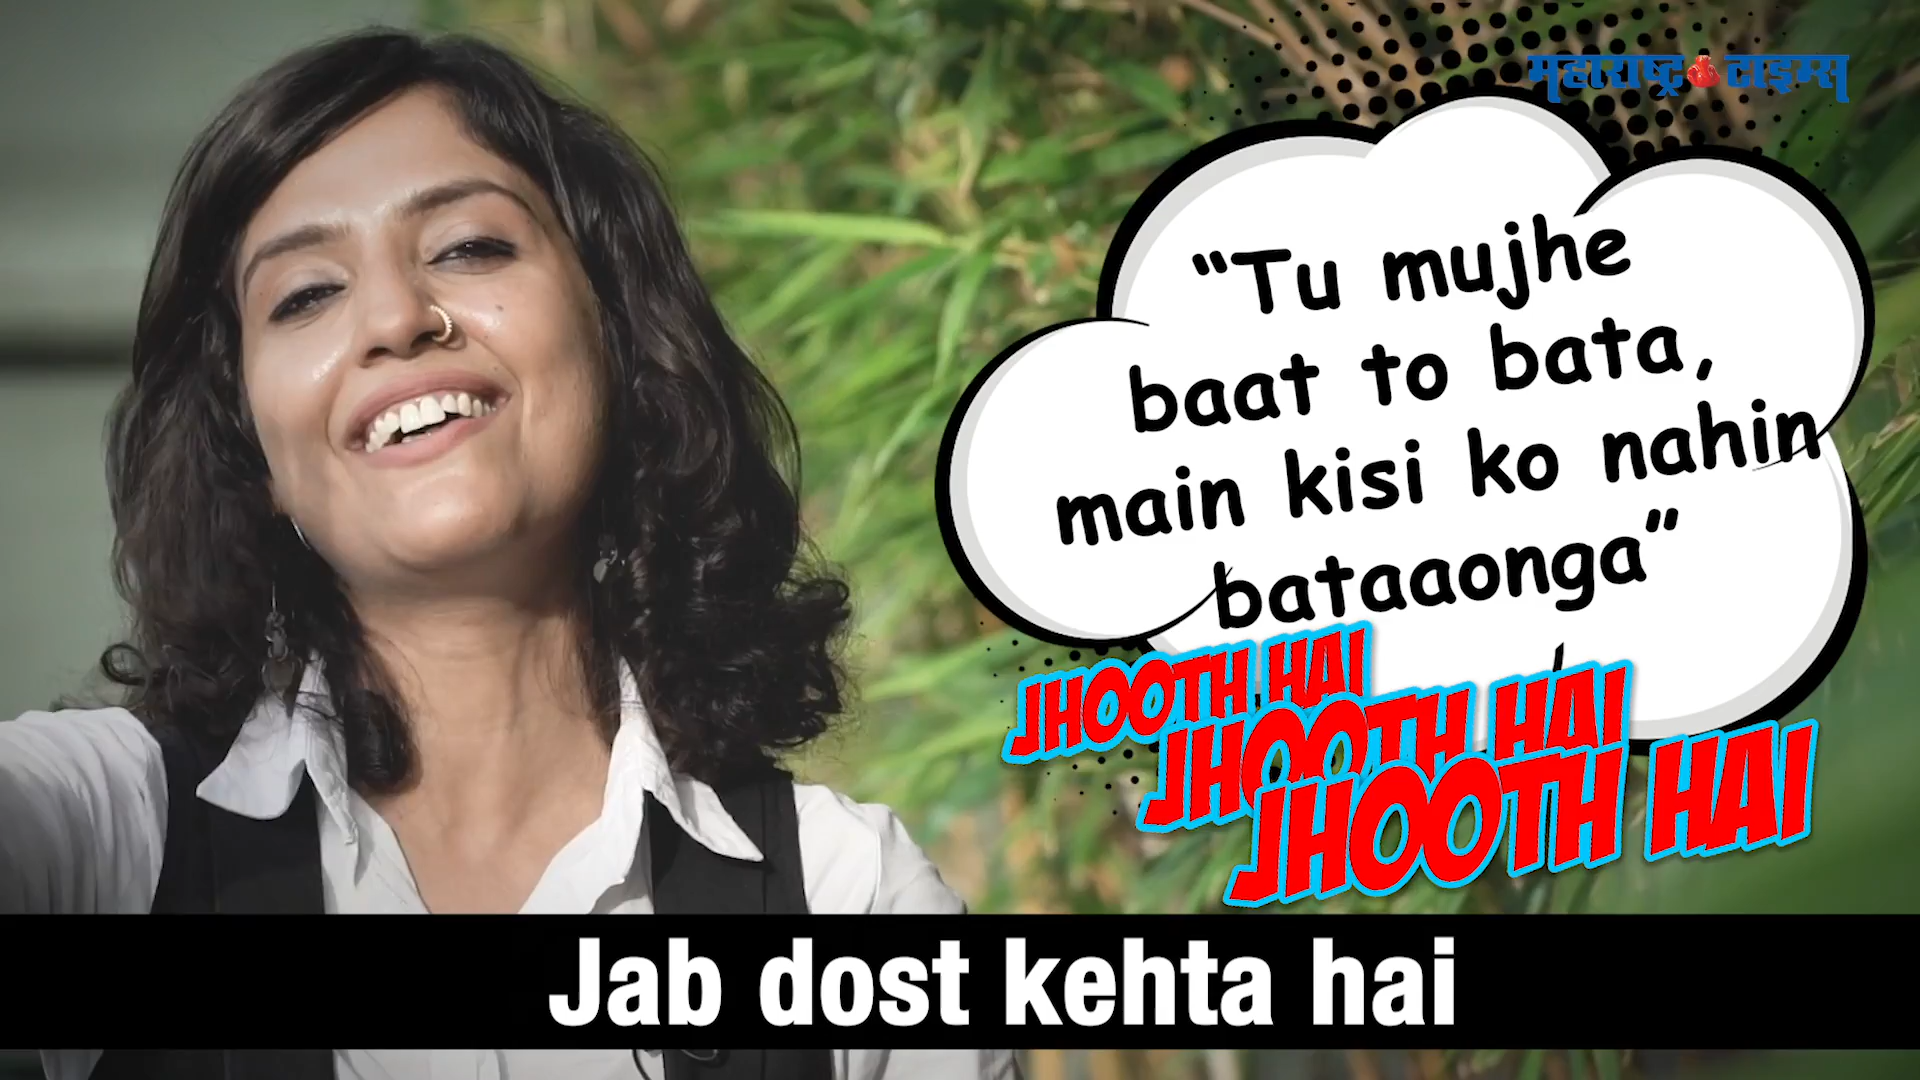 महाराष्ट्र टाइम्स
“Tu mujhe
baat to bata,
main kisi ko nahin
bataaonga”
JHOOTH HAI
JHOOTH HAI
JHOOTH HAI
Jab dost kehta hai